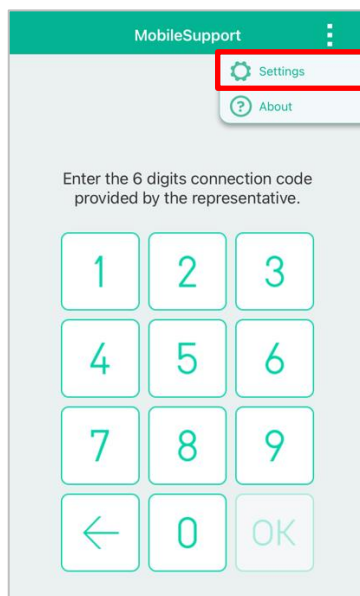 MobileSupport
Settings
? About
Enter the 6 digits connection code
provided by the representative.
1 2 3
4 5 6
7 8 9
0 OK